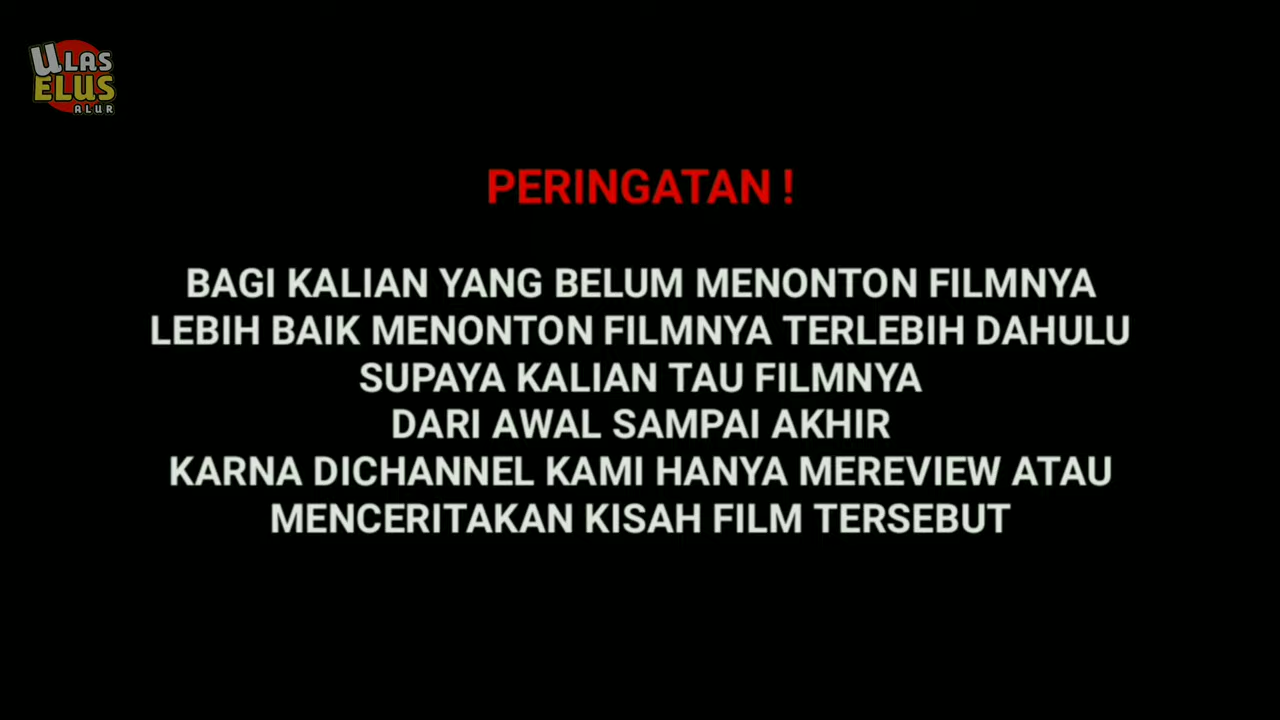 ULAS
ELUS
ALUR
PERINGATAN !
BAGI KALIAN YANG BELUM MENONTON FILMNYA
LEBIH BAIK MENONTON FILMNYA TERLEBIH DAHULU
SUPAYA KALIAN TAU FILMNYA
DARI AWAL SAMPAI AKHIR
KARNA DICHANNEL KAMI HANYA MEREVIEW ATAU
MENCERITAKAN KISAH FILM TERSEBUT